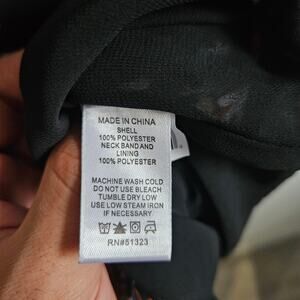 MADE IN CHINA
SHELL
100% POLYESTER
NECK BAND AND
LINING
100% POLYESTER
MACHINE WASH COLD
DO NOT USE BLEACH
TUMBLE DRY LOW
USE LOW STEAM IRON
IF NECESSARY
RN#51323